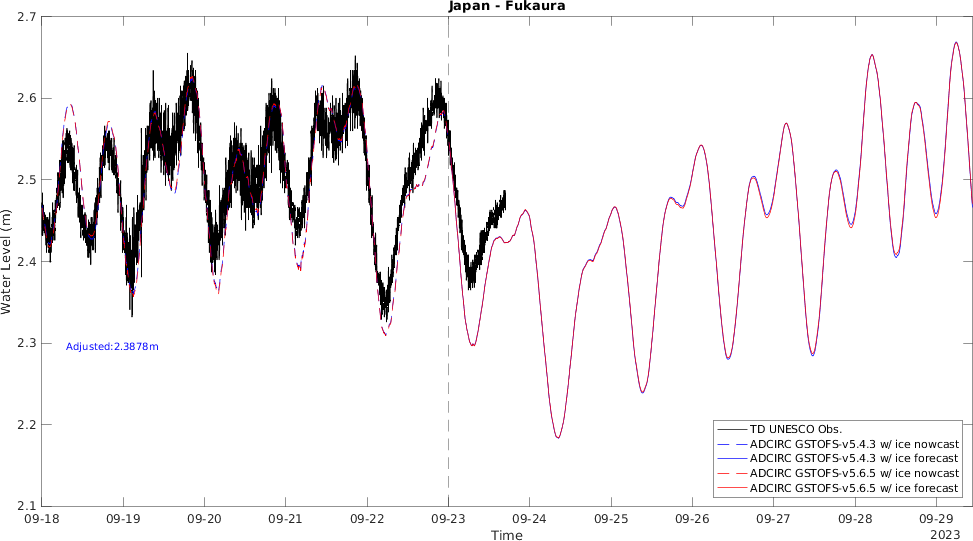 Japan - Fukaura
2.7
2.6
2.5
2.4
2.3
2.2
2.1
Water Level (m)
Adjusted:2.3878m
TD UNESCO Obs.
ADCIRC GSTOFS-v5.4.3 w/ ice nowcast
ADCIRC GSTOFS-v5.4.3 w/ ice forecast
ADCIRC GSTOFS-v5.6.5 w/ ice nowcast
ADCIRC GSTOFS-v5.6.5 w/ ice forecast
09-18 09-19 09-20 09-21 09-22 09-23 09-24 09-25 09-26 09-27 09-28 09-29
2023
Time